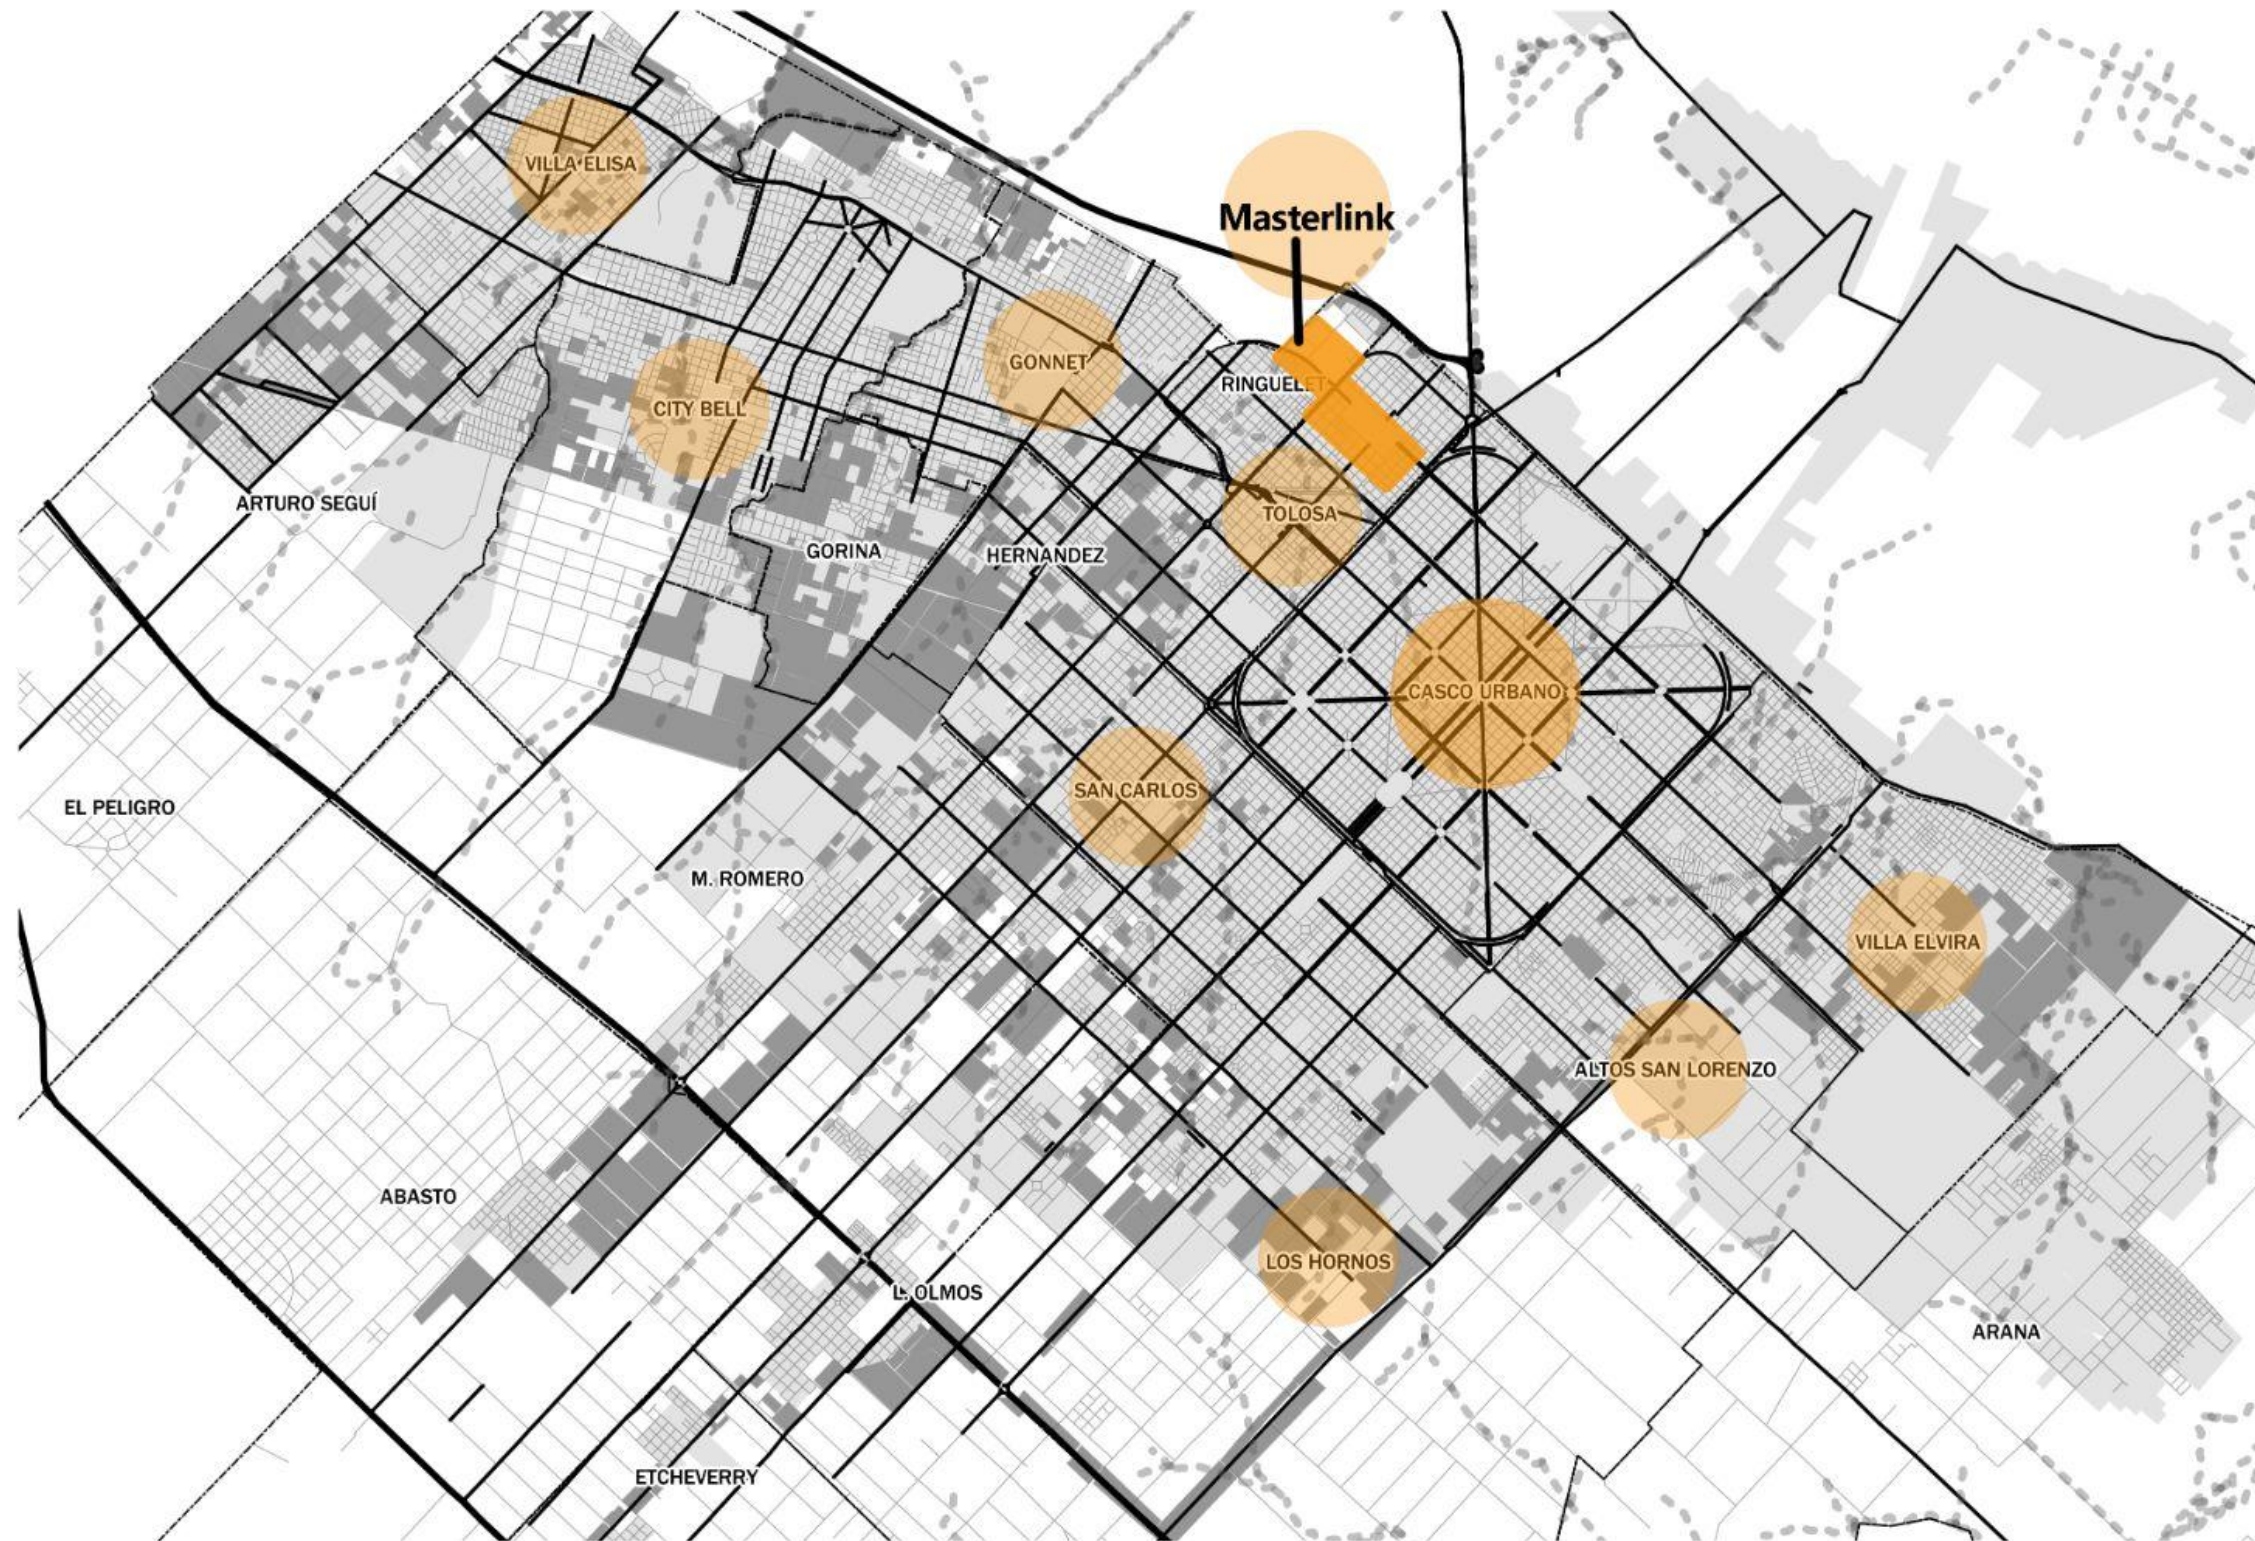 VILLA ELISA
Masterlink
GONNET
RINGUELET
CITY BELL
ARTURO SEGUÍ
TOLOSA
GORINA
HERNANDEZ
CASCO URBANO
SAN CARLOS
EL PELIGRO
M. ROMERO
VILLA ELVIRA
ALTOS SAN LORENZO
ABASTO
LOS HORNOS
L. OLMOS
ARANA
ETCHEVERRY